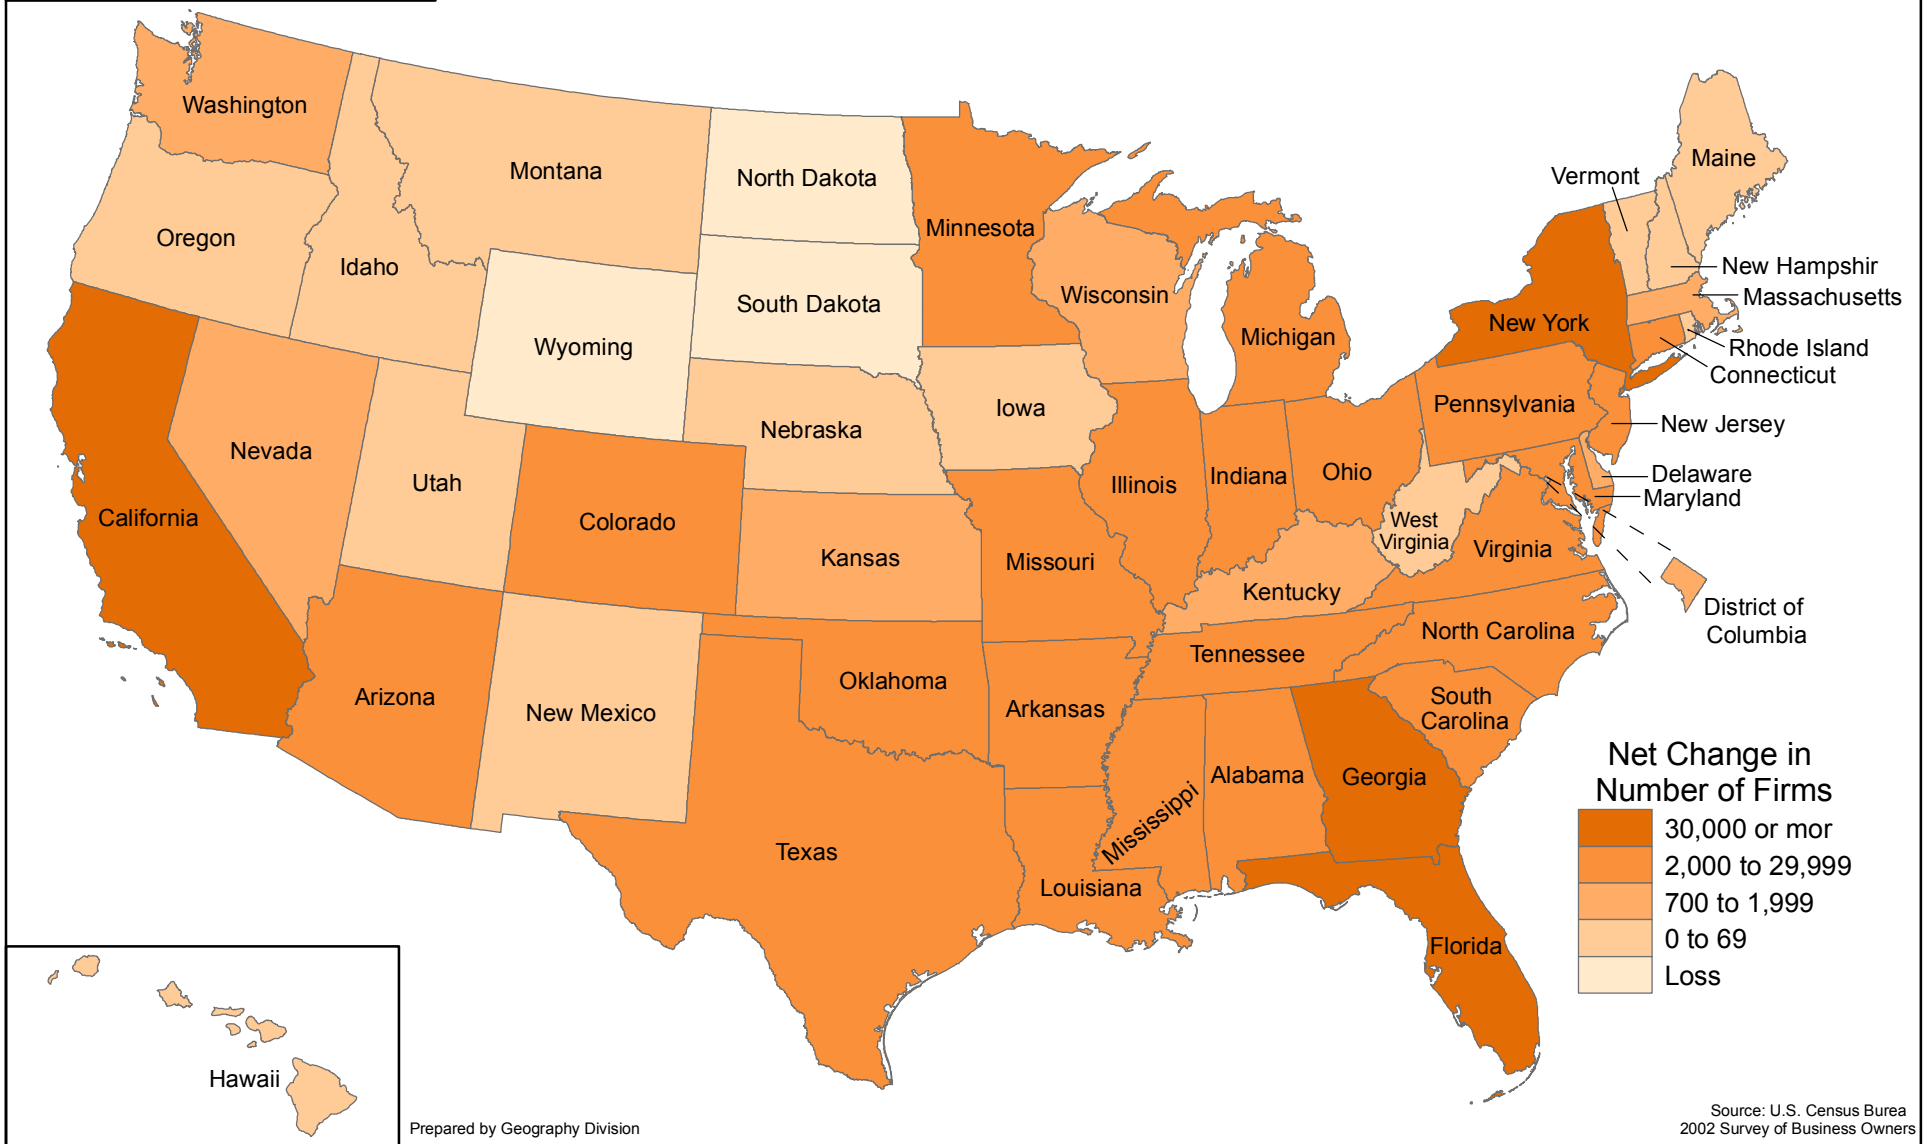 Washington
Montana
North Dakota
Minnesota
Maine
Vermont
Oregon
Idaho
New Hampshir
Massachusetts
Wisconsin
South Dakota
New York
Michigan
Wyoming
Rhode Island
Connecticut
Iowa
Pennsylvania
New Jersey
Nebraska
Nevada
Utah
Ohio
Indiana
Illinois
Delaware
Maryland
California
Colorado
West
Virginia
Virginia
Kansas
Missouri
Kentucky
District of
Columbia
North Carolina
Tennessee
Oklahoma
Arizona
New Mexico
Arkansas
South
Carolina
Alabama
Georgia
Mississippi
Texas
Louisiana
Florida
Net Change in
Number of Firms
30,000 or mor
2,000 to 29,999
700 to 1,999
0 to 69
Loss
Hawaii
Prepared by Geography Division
Source: U.S. Census Burea
2002 Survey of Business Owners